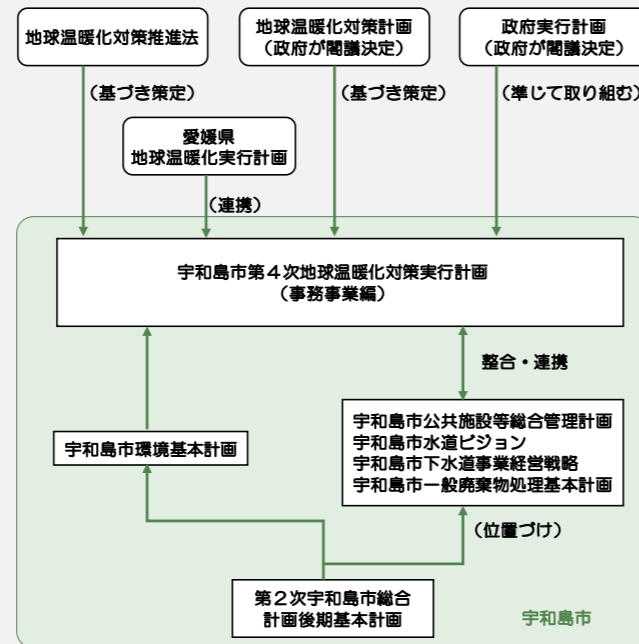 地球温暖化対策推進法
地球温暖化対策計画
(政府が閣議決定)
政府実行計画
(政府が閣議決定)
(基づき策定)
(基づき策定)
(準じて取り組む)
愛媛県
地球温暖化実行計画
(連携)
宇和島市第4次地球温暖化対策実行計画
(事務事業編)
整合・連携
宇和島市環境基本計画
宇和島市公共施設等総合管理計画
宇和島市水道ビジョン
宇和島市下水道事業経営戦略
宇和島市一般廃棄物処理基本計画
(位置づけ)
第2次宇和島市総合
計画後期基本計画
宇和島市